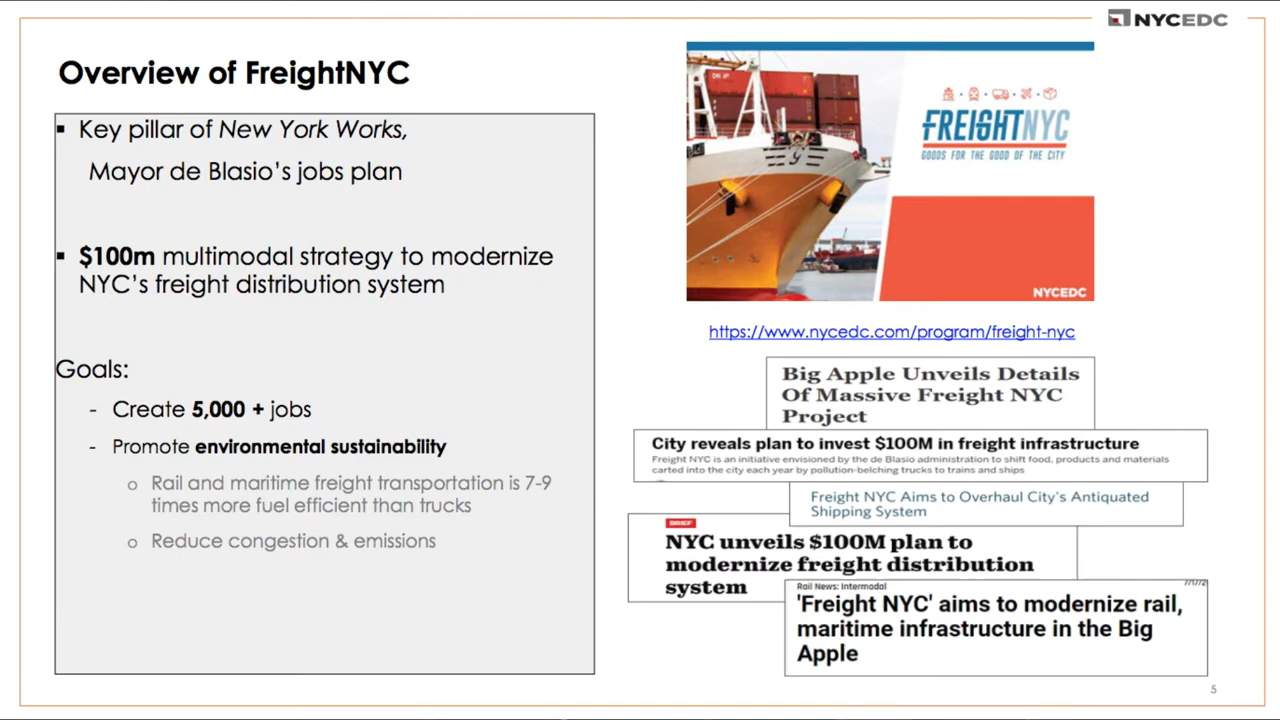 NYCEDC
Overview of FreightNYC
▪ Key pillar of New York Works,
Mayor de Blasio’s jobs plan
▪ $100m multimodal strategy to modernize
NYC’s freight distribution system
Goals:
- Create 5,000 + jobs
- Promote environmental sustainability
o Rail and maritime freight transportation is 7-9
times more fuel efficient than trucks
o Reduce congestion & emissions
FREIGHTNYC
GOODS FOR THE GOOD OF THE CITY
NYCEDC
https://www.nycedc.com/program/freight-nyc
Big Apple Unveils Details
Of Massive Freight NYC
Project
City reveals plan to invest $100M in freight infrastructure
Freight NYC is an initiative envisioned by the de Blasio administration to shift food, products and materials
carted into the city each year by pollution-belching trucks to trains and ships
Freight NYC Aims to Overhaul City's Antiquated
Shipping System
BRIEF
NYC unveils $100M plan to
modernize freight distribution
system
Rail News: Intermodal
'Freight NYC' aims to modernize rail,
maritime infrastructure in the Big
Apple
5